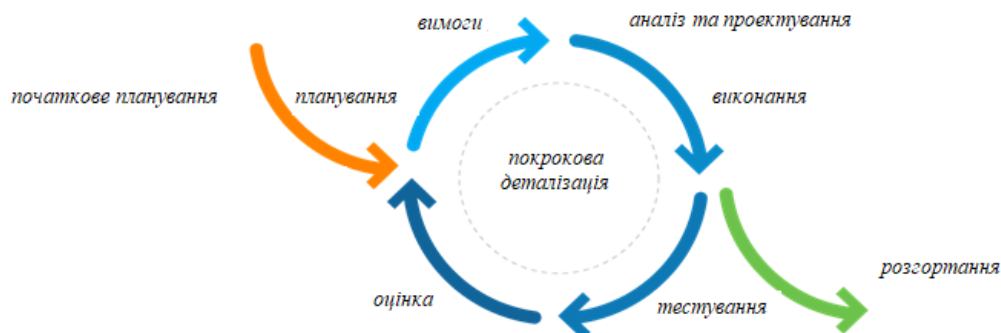 вимоги
аналіз та проектування
початкове планування
планування
виконання
покрокова
деталізація
розгортання
оцінка
тестування